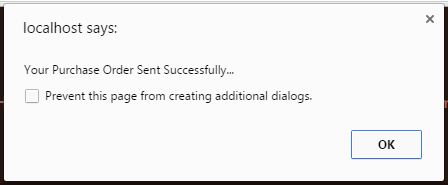 localhost says:
Your Purchase Order Sent Successfully...
Prevent this page from creating additional dialogs.
OK